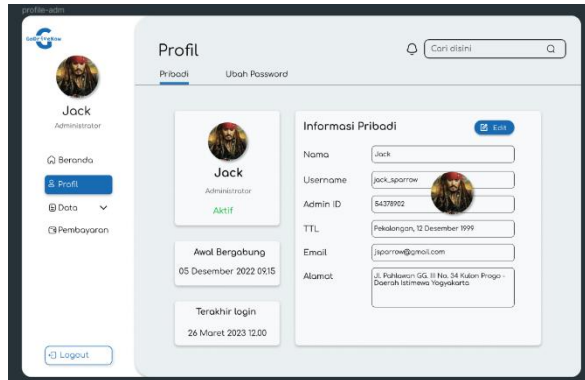 profile-adm
GoDriveNow
Jack
Administrator
Beranda
Profil
Data
Pembayaran
Logout
Profil
Cari disini
Pribadi
Ubah Password
Jack
Administrator
Aktif
Awal Bergabung
05 Desember 2022 09.15
Terakhir login
26 Maret 2023 12.00
Informasi Pribadi
Edit
Nama
Jack
Username
jack_sparrow
Admin ID
54378902
TTL
Pekalongan, 12 Desember 1999
Email
jsparrow@gmail.com
Alamat
Jl. Pahlawan GG. III No. 34 Kulon Progo -
Daerah Istimewa Yogyakarta